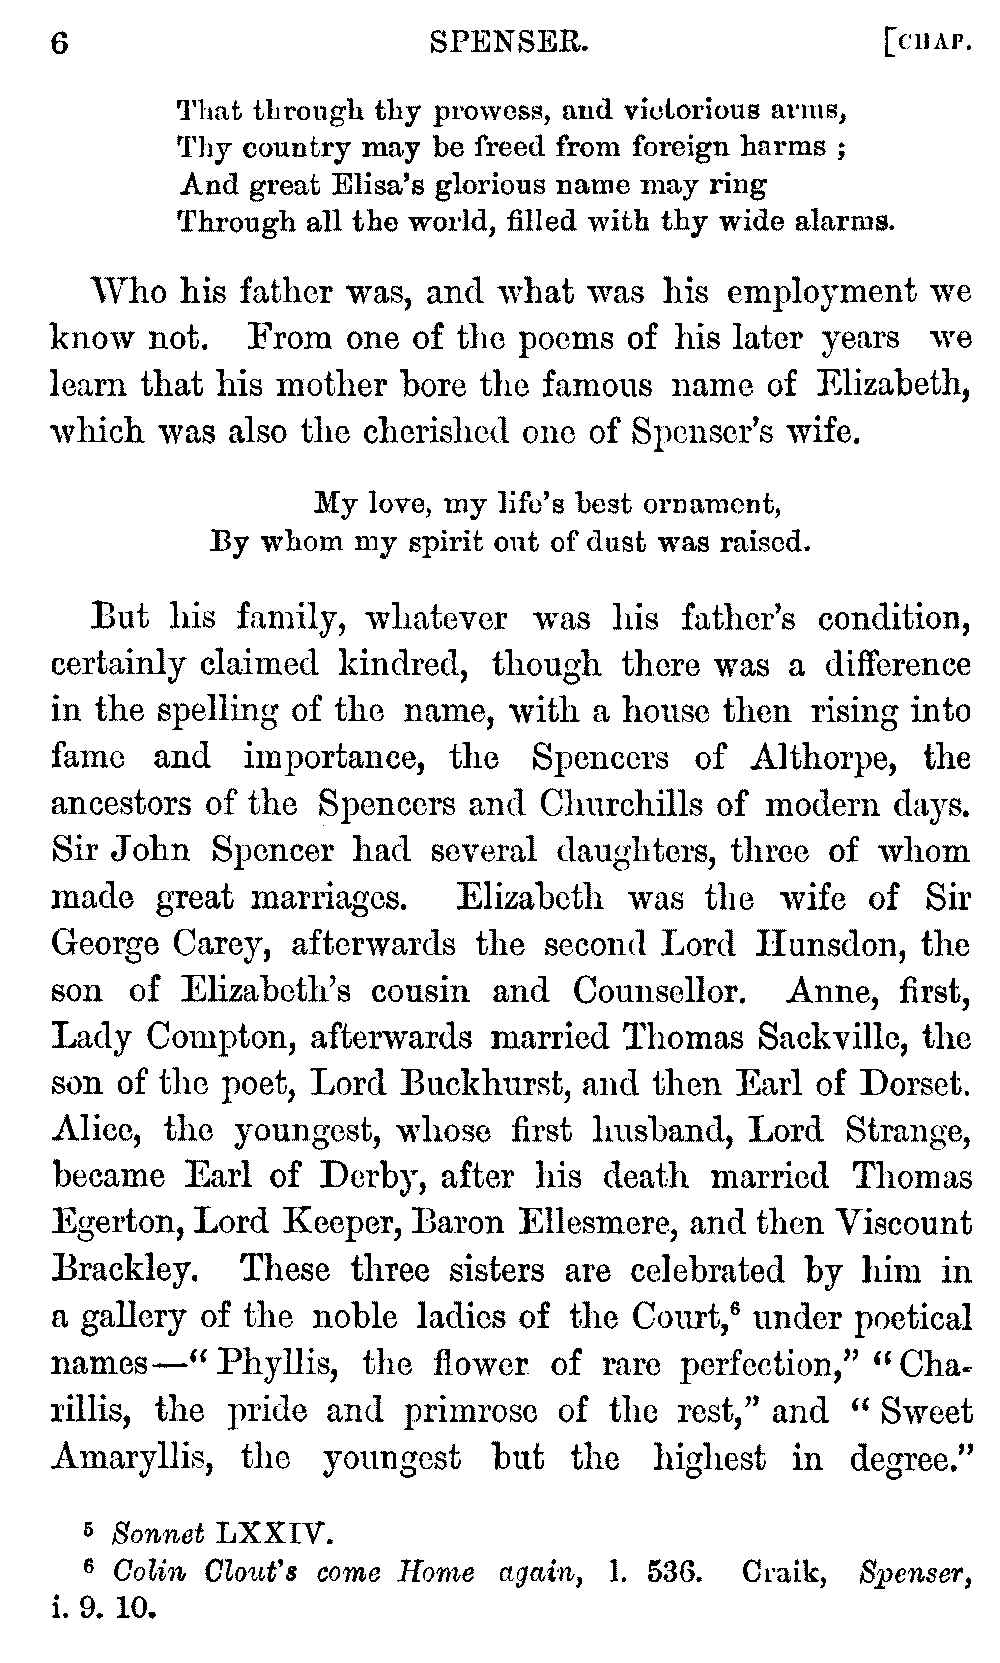 6 SPENSER. [CHAP.
That through thy prowess, and victorious arms,
Thy country may be freed from foreign harms ;
And great Elisa's glorious name may ring
Through all the world, filled with thy wide alarms.
Who his father was, and what was his employment we
know not. From one of the poems of his later years we
learn that his mother bore the famous name of Elizabeth,
which was also the cherished one of Spenser's wife.
My love, my life's best ornament,
By whom my spirit out of dust was raised.
But his family, whatever was his father's condition,
certainly claimed kindred, though there was a difference
in the spelling of the name, with a house then rising into
fame and importance, the Spencers of Althorpe, the
ancestors of the Spencers and Churchills of modern days.
Sir John Spencer had several daughters, three of whom
made great marriages. Elizabeth was the wife of Sir
George Carey, afterwards the second Lord Hunsdon, the
son of Elizabeth's cousin and Counsellor. Anne, first,
Lady Compton, afterwards married Thomas Sackville, the
son of the poet, Lord Buckhurst, and then Earl of Dorset.
Alice, the youngest, whose first husband, Lord Strange,
became Earl of Derby, after his death married Thomas
Egerton, Lord Keeper, Baron Ellesmere, and then Viscount
Brackley. These three sisters are celebrated by him in
a gallery of the noble ladies of the Court,⁶ under poetical
names—“ Phyllis, the flower of rare perfection,” “ Cha-
rillis, the pride and primrose of the rest,” and “ Sweet
Amaryllis, the youngest but the highest in degree.”
⁵ Sonnet LXXIV.
⁶ Colin Clout's come Home again, l. 536. Craik, Spenser,
i. 9. 10.